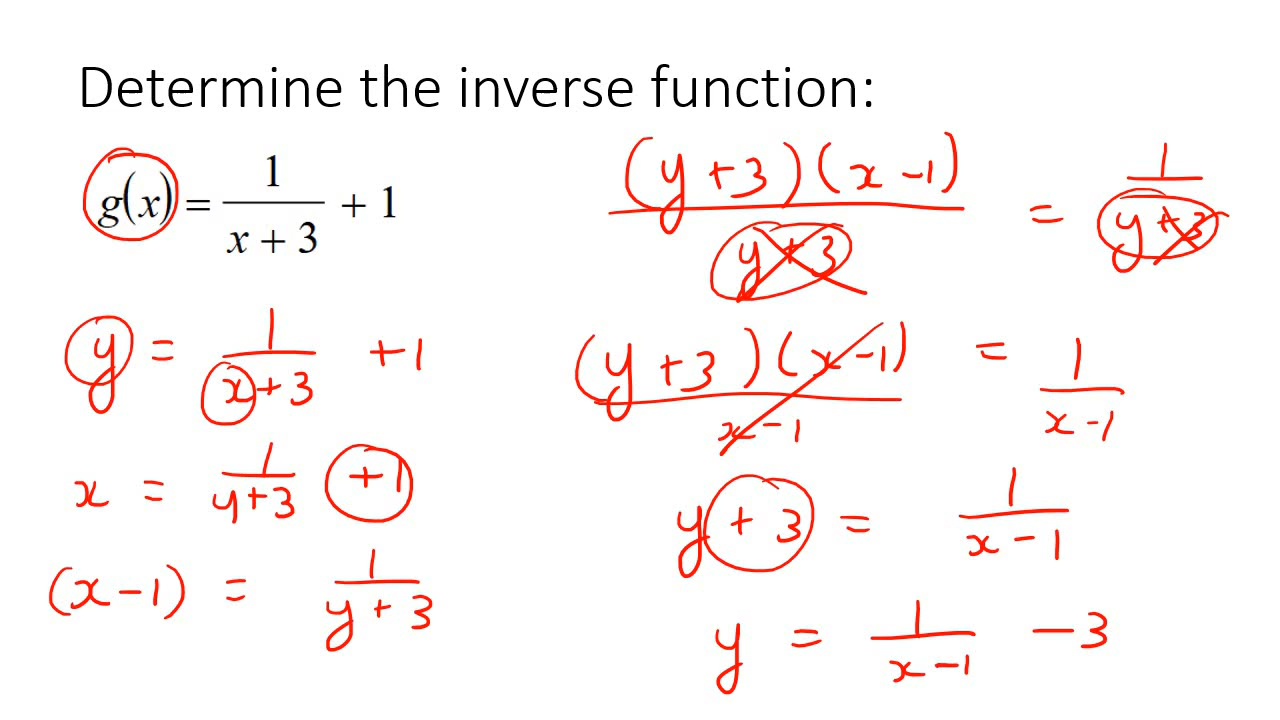 Determine the inverse function:
g(x) = 1/(x + 3) + 1
y = 1/(x + 3) + 1
x = 1/(y + 3) + 1
(x - 1) = 1/(y + 3)
(y + 3)(x - 1)/(y + 3) = 1/(y + 3)
(y + 3)(x - 1)/(x - 1) = 1/(x - 1)
y + 3 = 1/(x - 1)
y = 1/(x - 1) - 3